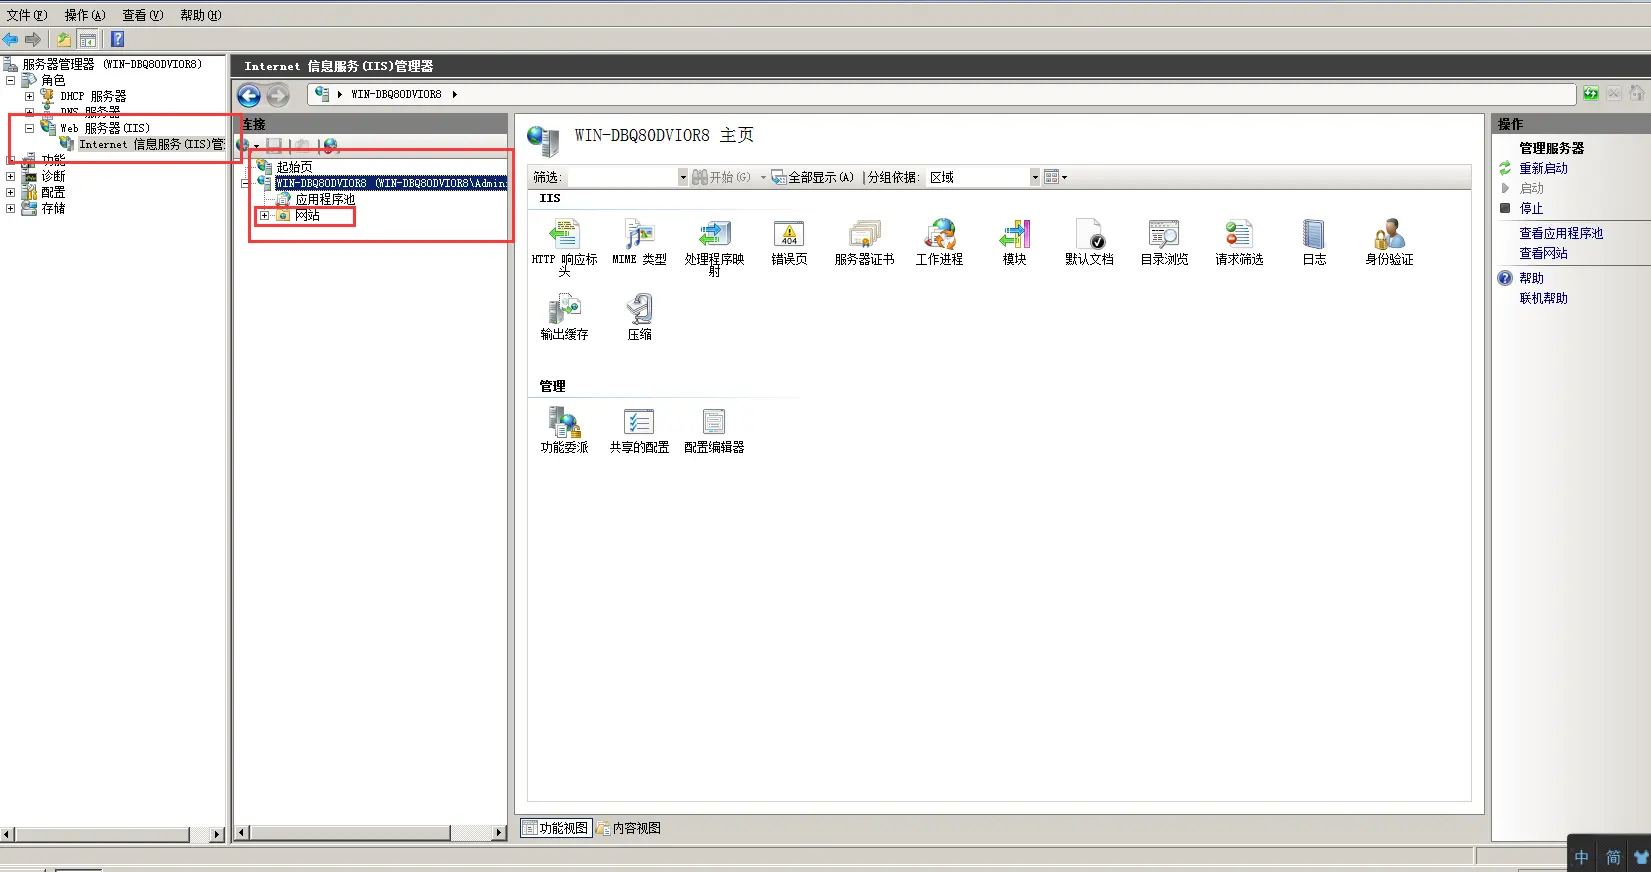 文件(F) 操作(A) 查看(V) 帮助(H)
服务器管理器 (WIN-DBQ8ODVIOR8)
角色
DHCP 服务器
DNS 服务器
Web 服务器(IIS)
Internet 信息服务(IIS)管
功能
诊断
配置
存储
Internet 信息服务(IIS)管理器
WIN-DBQ8ODVIOR8
连接
起始页
WIN-DBQ8ODVIOR8 (WIN-DBQ8ODVIOR8\Admin
应用程序池
网站
WIN-DBQ8ODVIOR8 主页
筛选: 开始(G) 全部显示(A) 分组依据: 区域
IIS
HTTP 响应标头
MIME 类型
处理程序映射
错误页
服务器证书
工作进程
模块
默认文档
目录浏览
请求筛选
日志
身份验证
输出缓存
压缩
管理
功能委派
共享的配置
配置编辑器
功能视图 内容视图
操作
管理服务器
重新启动
启动
停止
查看应用程序池
查看网站
帮助
联机帮助
中 简